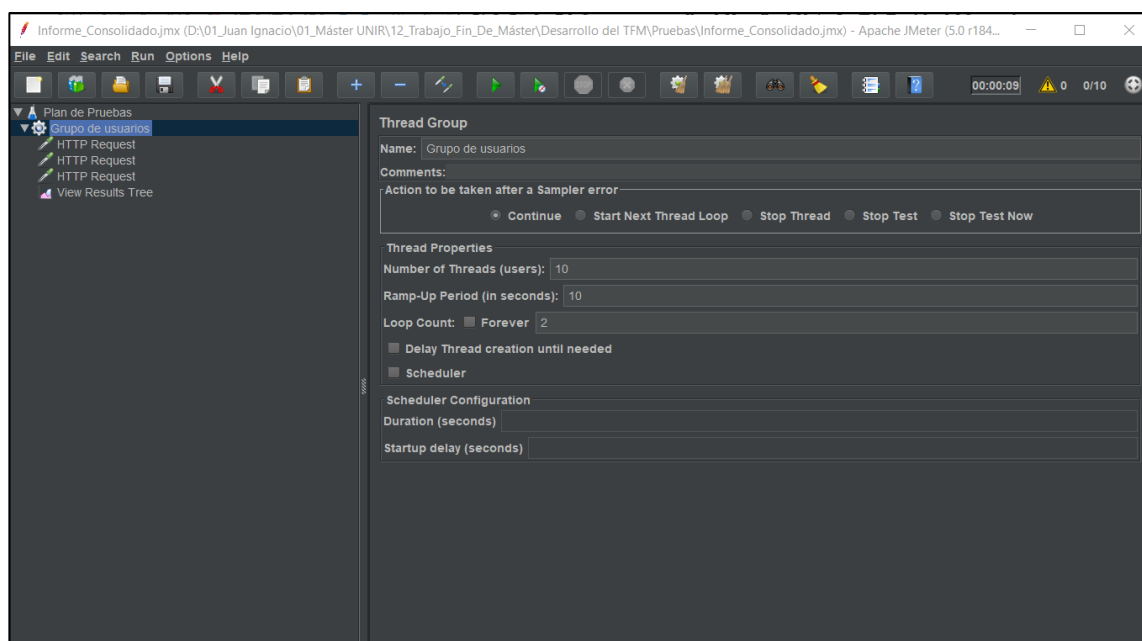 Informe_Consolidado.jmx (D:\01_Juan Ignacio\01_Máster UNIR\12_Trabajo_Fin_De_Máster\Desarrollo del TFM\Pruebas\Informe_Consolidado.jmx) - Apache JMeter (5.0 r184...
File Edit Search Run Options Help
00:00:09 0 0/10
Plan de Pruebas
Grupo de usuarios
HTTP Request
HTTP Request
HTTP Request
View Results Tree
Thread Group
Name: Grupo de usuarios
Comments:
Action to be taken after a Sampler error
Continue Start Next Thread Loop Stop Thread Stop Test Stop Test Now
Thread Properties
Number of Threads (users): 10
Ramp-Up Period (in seconds): 10
Loop Count: Forever 2
Delay Thread creation until needed
Scheduler
Scheduler Configuration
Duration (seconds)
Startup delay (seconds)